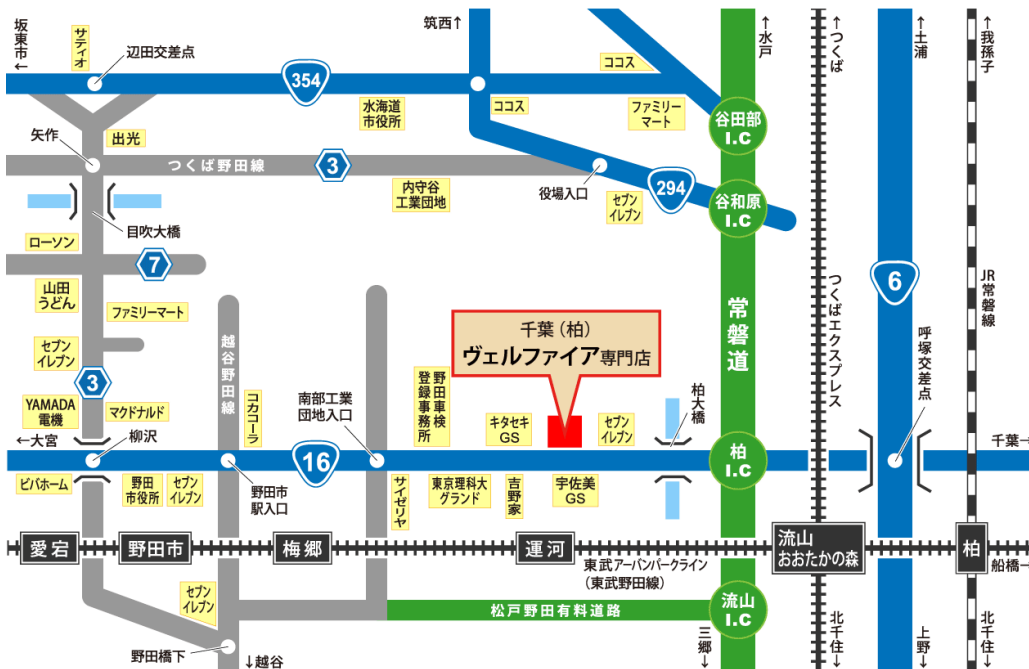 坂東市←
サティオ
辺田交差点
354
水海道
市役所
筑西↑
ココス
ココス
ファミリー
マート
谷田部
I.C
←水戸
←つくば
←土浦
←我孫子
矢作
出光
つくば野田線
3
内守谷
工業団地
役場入口
セブン
イレブン
294
谷和原
I.C
目吹大橋
ローソン
7
山田
うどん
ファミリーマート
セブン
イレブン
3
YAMADA
電機
マクドナルド
越谷野田線
コカコーラ
南部工業
団地入口
野田車検
登録事務所
千葉（柏）
ヴェルファイア専門店
キタセキ
GS
セブン
イレブン
柏大橋
常磐道
つくばエクスプレス
6
呼塚交差点
JR常磐線
←大宮
柳沢
16
柏
I.C
千葉→
ビバホーム
野田
市役所
セブン
イレブン
野田市
駅入口
サイゼリヤ
東京理科大
グランド
吉野家
宇佐美
GS
愛宕
野田市
梅郷
運河
東武アーバンパークライン
（東武野田線）
流山
おおたかの森
柏
船橋→
セブン
イレブン
松戸野田有料道路
流山
I.C
野田橋下
↓越谷
三郷↓
北千住↓
上野↓
北千住↓